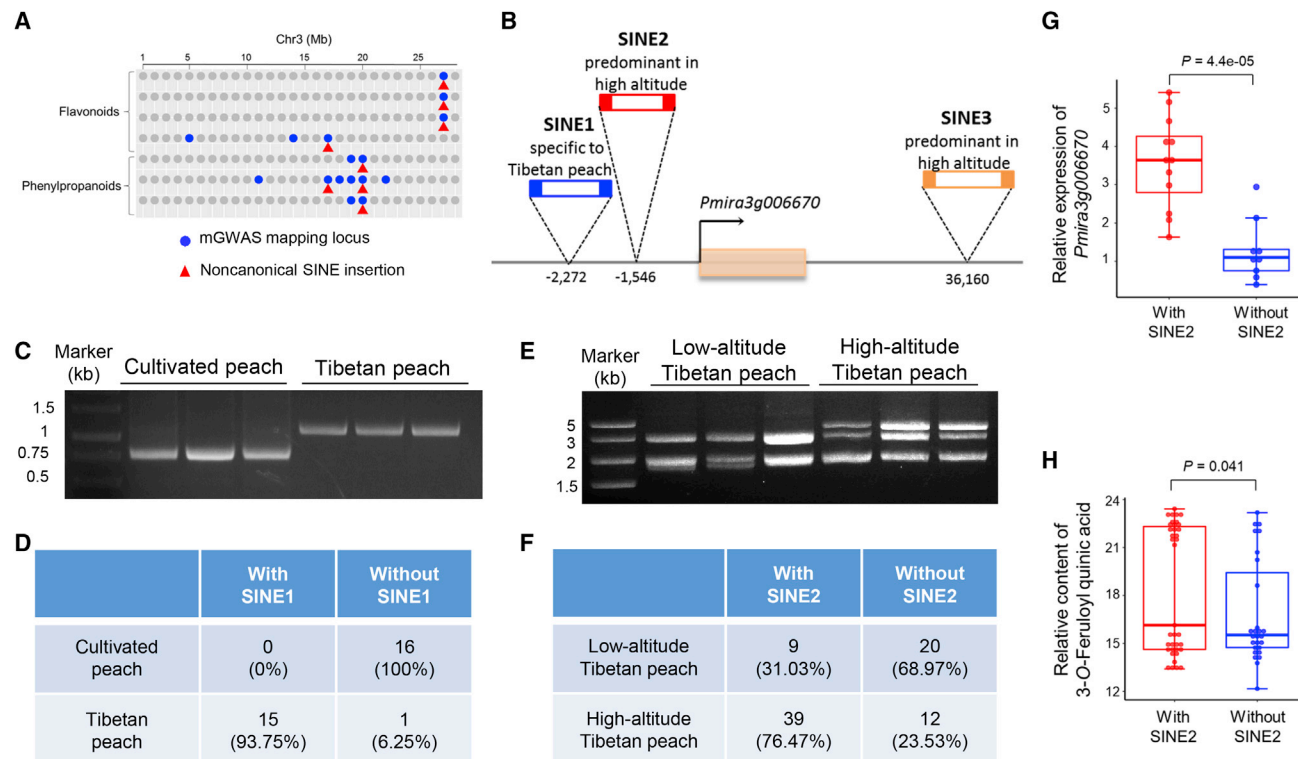 A
Chr3 (Mb)
1 5 10 15 20 25
Flavonoids
Phenylpropanoids
mGWAS mapping locus
Noncanonical SINE insertion
B
SINE2
predominant in
high altitude
SINE1
specific to
Tibetan peach
SINE3
predominant in
high altitude
Pmira3g006670
-2,272
-1,546
36,160
C
Marker
(kb)
Cultivated peach
Tibetan peach
1.5
1
0.75
0.5
D
With
SINE1
Without
SINE1
Cultivated
peach
0
(0%)
16
(100%)
Tibetan
peach
15
(93.75%)
1
(6.25%)
E
Marker
(kb)
Low-altitude
Tibetan peach
High-altitude
Tibetan peach
5
3
2
1.5
F
With
SINE2
Without
SINE2
Low-altitude
Tibetan peach
9
(31.03%)
20
(68.97%)
High-altitude
Tibetan peach
39
(76.47%)
12
(23.53%)
G
P = 4.4e-05
Relative expression of
Pmira3g006670
5
4
3
2
1
With
SINE2
Without
SINE2
H
P = 0.041
Relative content of
3-O-Feruloyl quinic acid
24
21
18
15
12
With
SINE2
Without
SINE2